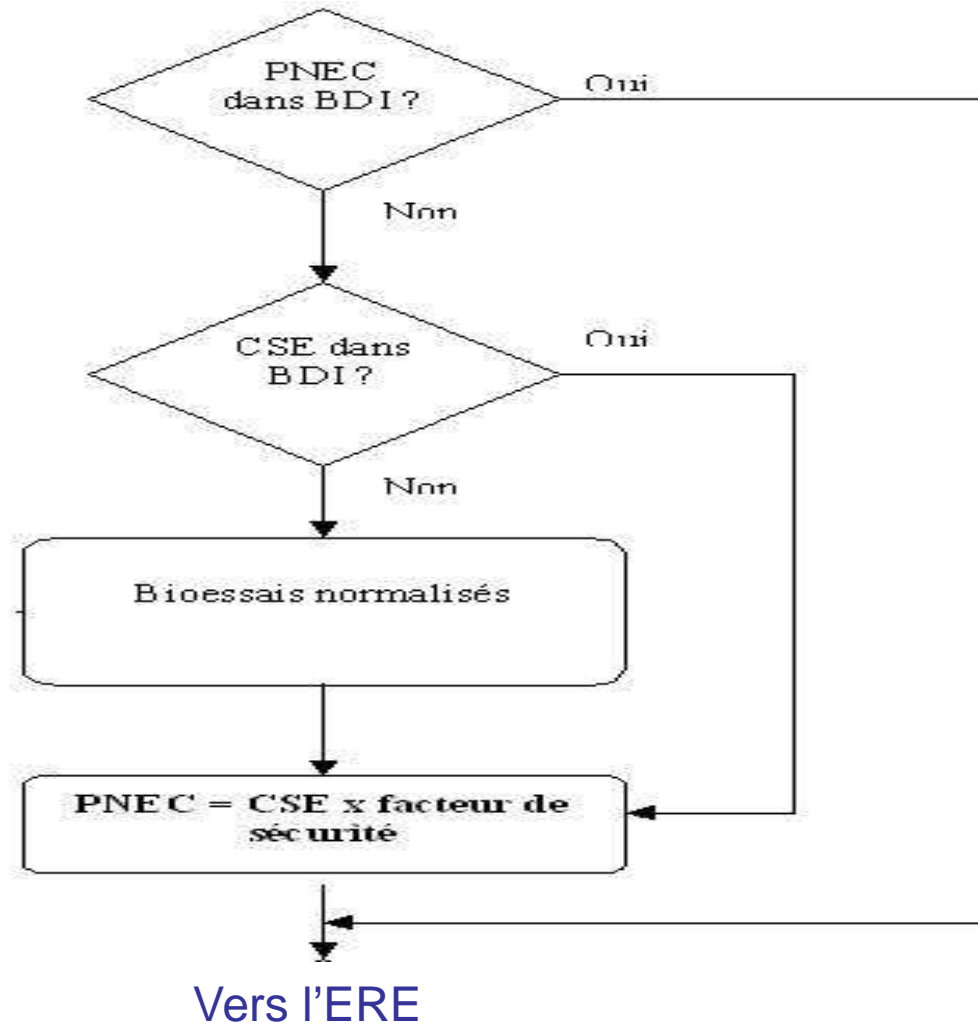 PNEC
dans BDI?
Oui
Non
CSE dans
BDI?
Oui
Non
Bioessais normalisés
PNEC = CSE x facteur de
sécurité
Vers l'ERE